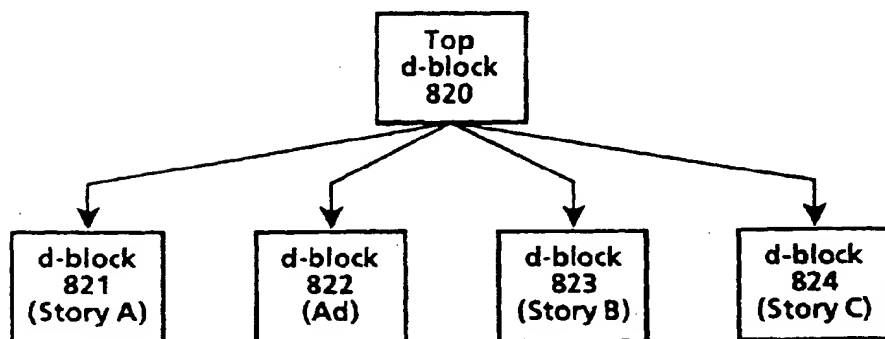 Top
d-block
820
d-block
821
(Story A)
d-block
822
(Ad)
d-block
823
(Story B)
d-block
824
(Story C)